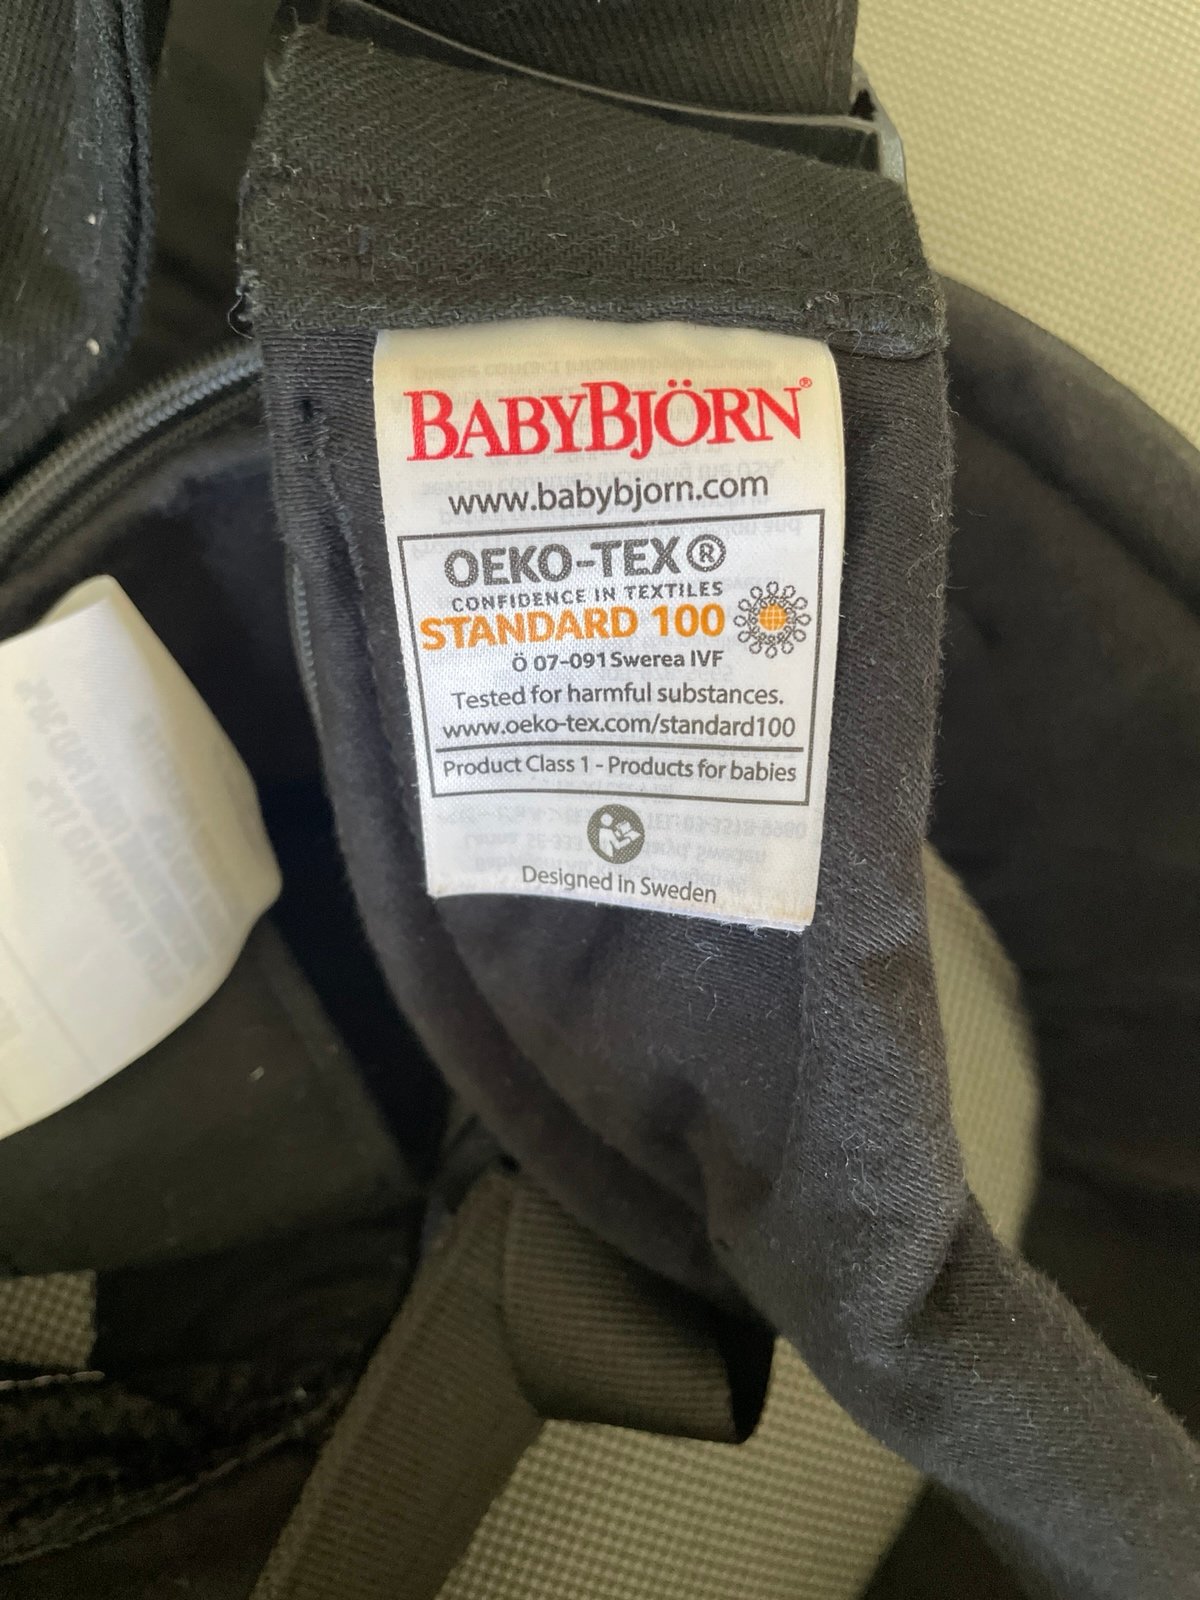 BABYBJÖRN®
www.babybjorn.com
OEKO-TEX®
CONFIDENCE IN TEXTILES
STANDARD 100
Ö 07-091 Swerea IVF
Tested for harmful substances.
www.oeko-tex.com/standard100
Product Class 1 - Products for babies
Designed in Sweden